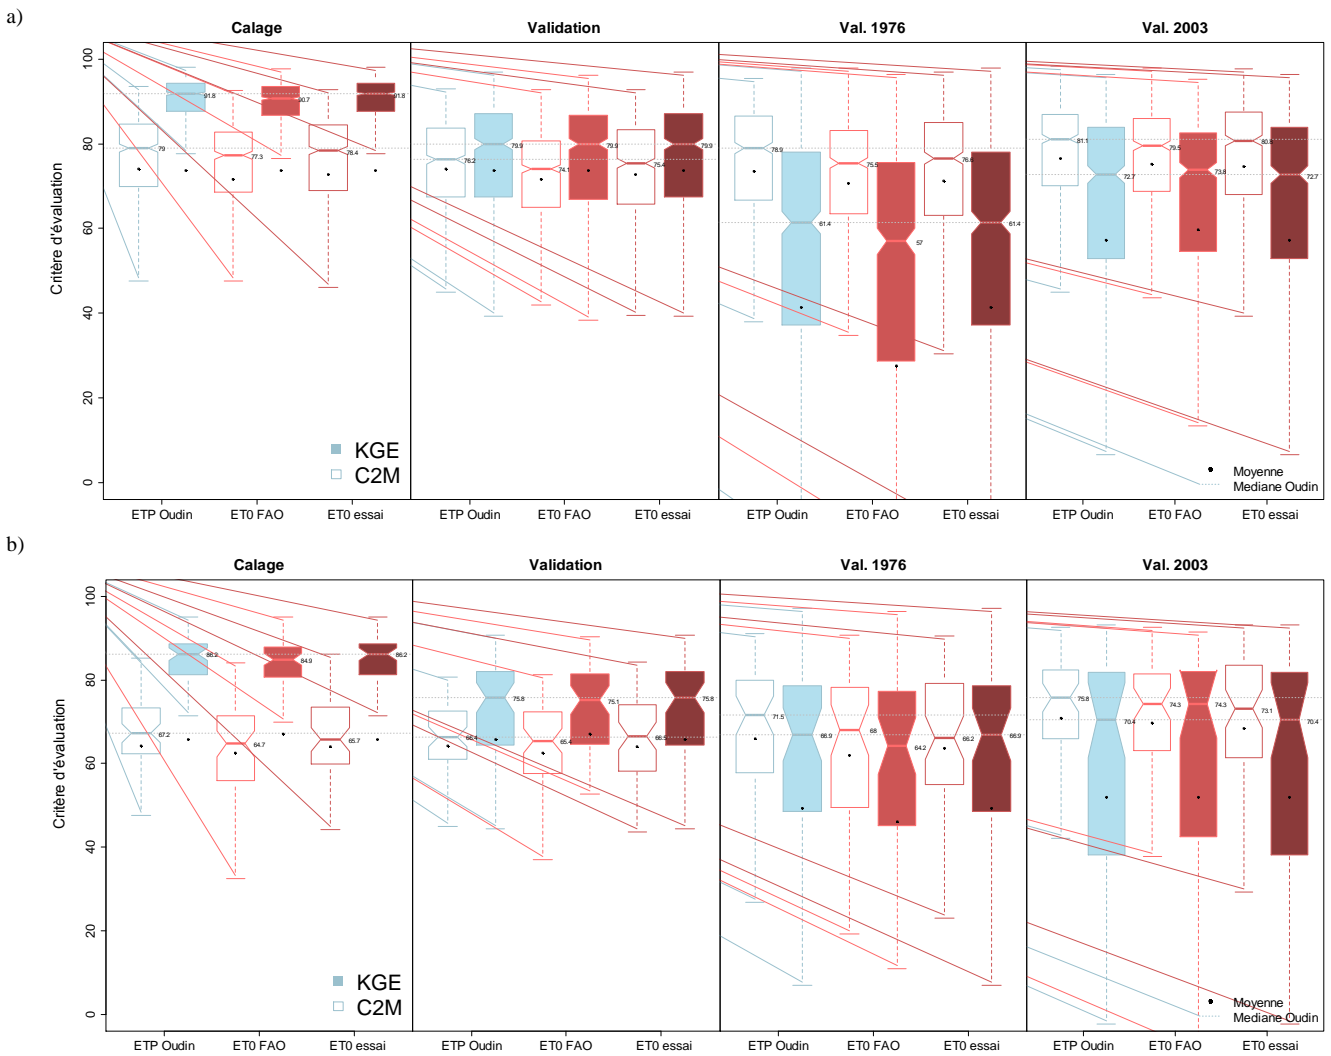 a)
Calage
Validation
Val. 1976
Val. 2003
Critère d'évaluation
100
80
60
40
20
0
79
91.8
77.3
90.7
78.4
91.8
76.2
79.9
74.1
79.9
75.4
79.9
78.9
61.4
75.5
57
76.6
61.4
81.1
72.7
79.5
73.8
80.8
72.7
KGE
C2M
Moyenne
Mediane Oudin
ETP Oudin
ET0 FAO
ET0 essai
ETP Oudin
ET0 FAO
ET0 essai
ETP Oudin
ET0 FAO
ET0 essai
ETP Oudin
ET0 FAO
ET0 essai
b)
Calage
Validation
Val. 1976
Val. 2003
Critère d'évaluation
100
80
60
40
20
0
67.2
86.2
64.7
84.9
65.7
86.2
66.4
75.8
65.4
75.1
66.5
75.8
71.5
66.9
68
64.2
66.2
66.9
75.8
70.4
74.3
74.3
73.1
70.4
KGE
C2M
Moyenne
Mediane Oudin
ETP Oudin
ET0 FAO
ET0 essai
ETP Oudin
ET0 FAO
ET0 essai
ETP Oudin
ET0 FAO
ET0 essai
ETP Oudin
ET0 FAO
ET0 essai